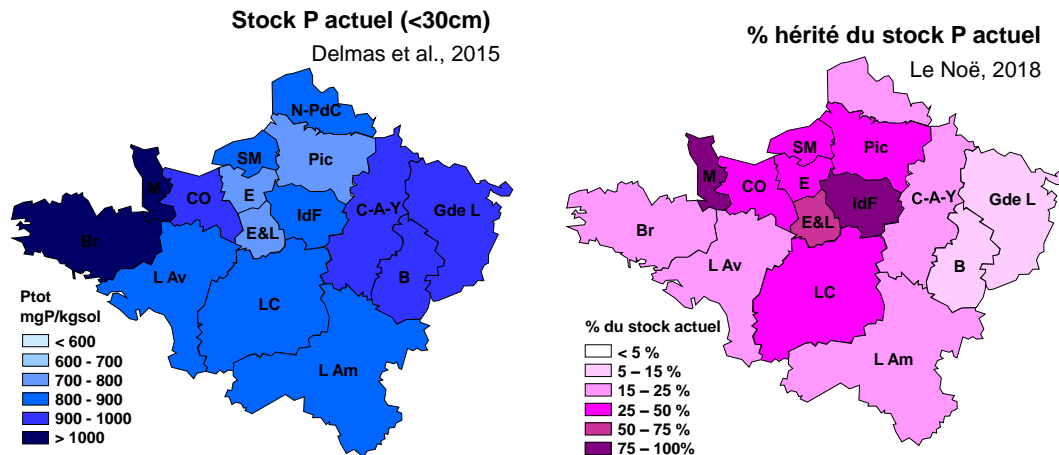 Stock P actuel (<30cm)
Delmas et al., 2015
N-PdC
SM
Pic
M
CO
E
IdF
C-A-Y
Gde L
Br
E&L
L Av
B
LC
L Am
Ptot
mgP/kgsol
< 600
600 - 700
700 - 800
800 - 900
900 - 1000
> 1000
% hérité du stock P actuel
Le Noë, 2018
SM
Pic
M
CO
E
IdF
C-A-Y
Gde L
Br
E&L
L Av
B
LC
L Am
% du stock actuel
< 5 %
5 – 15 %
15 – 25 %
25 – 50 %
50 – 75 %
75 – 100%